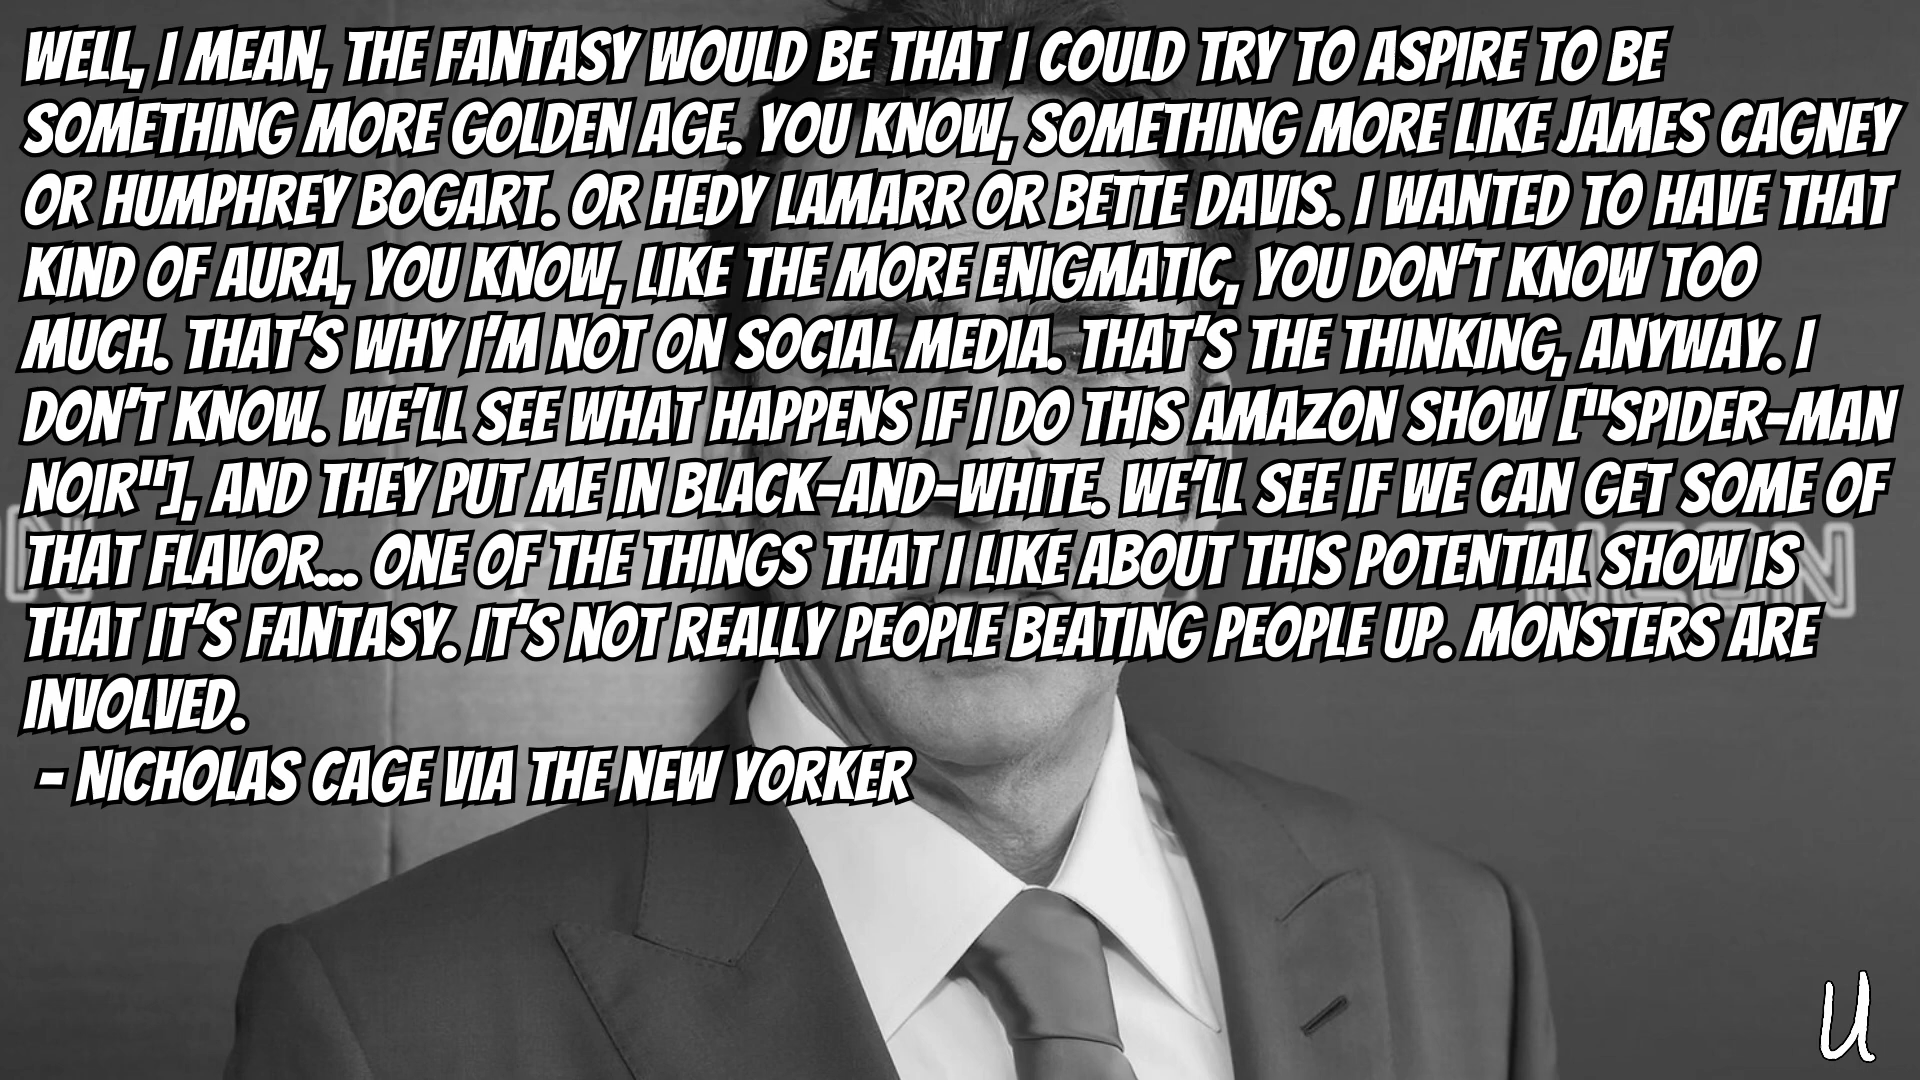 WELL, I MEAN, THE FANTASY WOULD BE THAT I COULD TRY TO ASPIRE TO BE
SOMETHING MORE GOLDEN AGE. YOU KNOW, SOMETHING MORE LIKE JAMES CAGNEY
OR HUMPHREY BOGART. OR HEDY LAMARR OR BETTE DAVIS. I WANTED TO HAVE THAT
KIND OF AURA, YOU KNOW, LIKE THE MORE ENIGMATIC, YOU DON'T KNOW TOO
MUCH. THAT'S WHY I'M NOT ON SOCIAL MEDIA. THAT'S THE THINKING, ANYWAY. I
DON'T KNOW. WE'LL SEE WHAT HAPPENS IF I DO THIS AMAZON SHOW ["SPIDER-MAN
NOIR"], AND THEY PUT ME IN BLACK-AND-WHITE. WE'LL SEE IF WE CAN GET SOME OF
THAT FLAVOR... ONE OF THE THINGS THAT I LIKE ABOUT THIS POTENTIAL SHOW IS
THAT IT'S FANTASY. IT'S NOT REALLY PEOPLE BEATING PEOPLE UP. MONSTERS ARE
INVOLVED.
- NICHOLAS CAGE VIA THE NEW YORKER
N
NEON
U